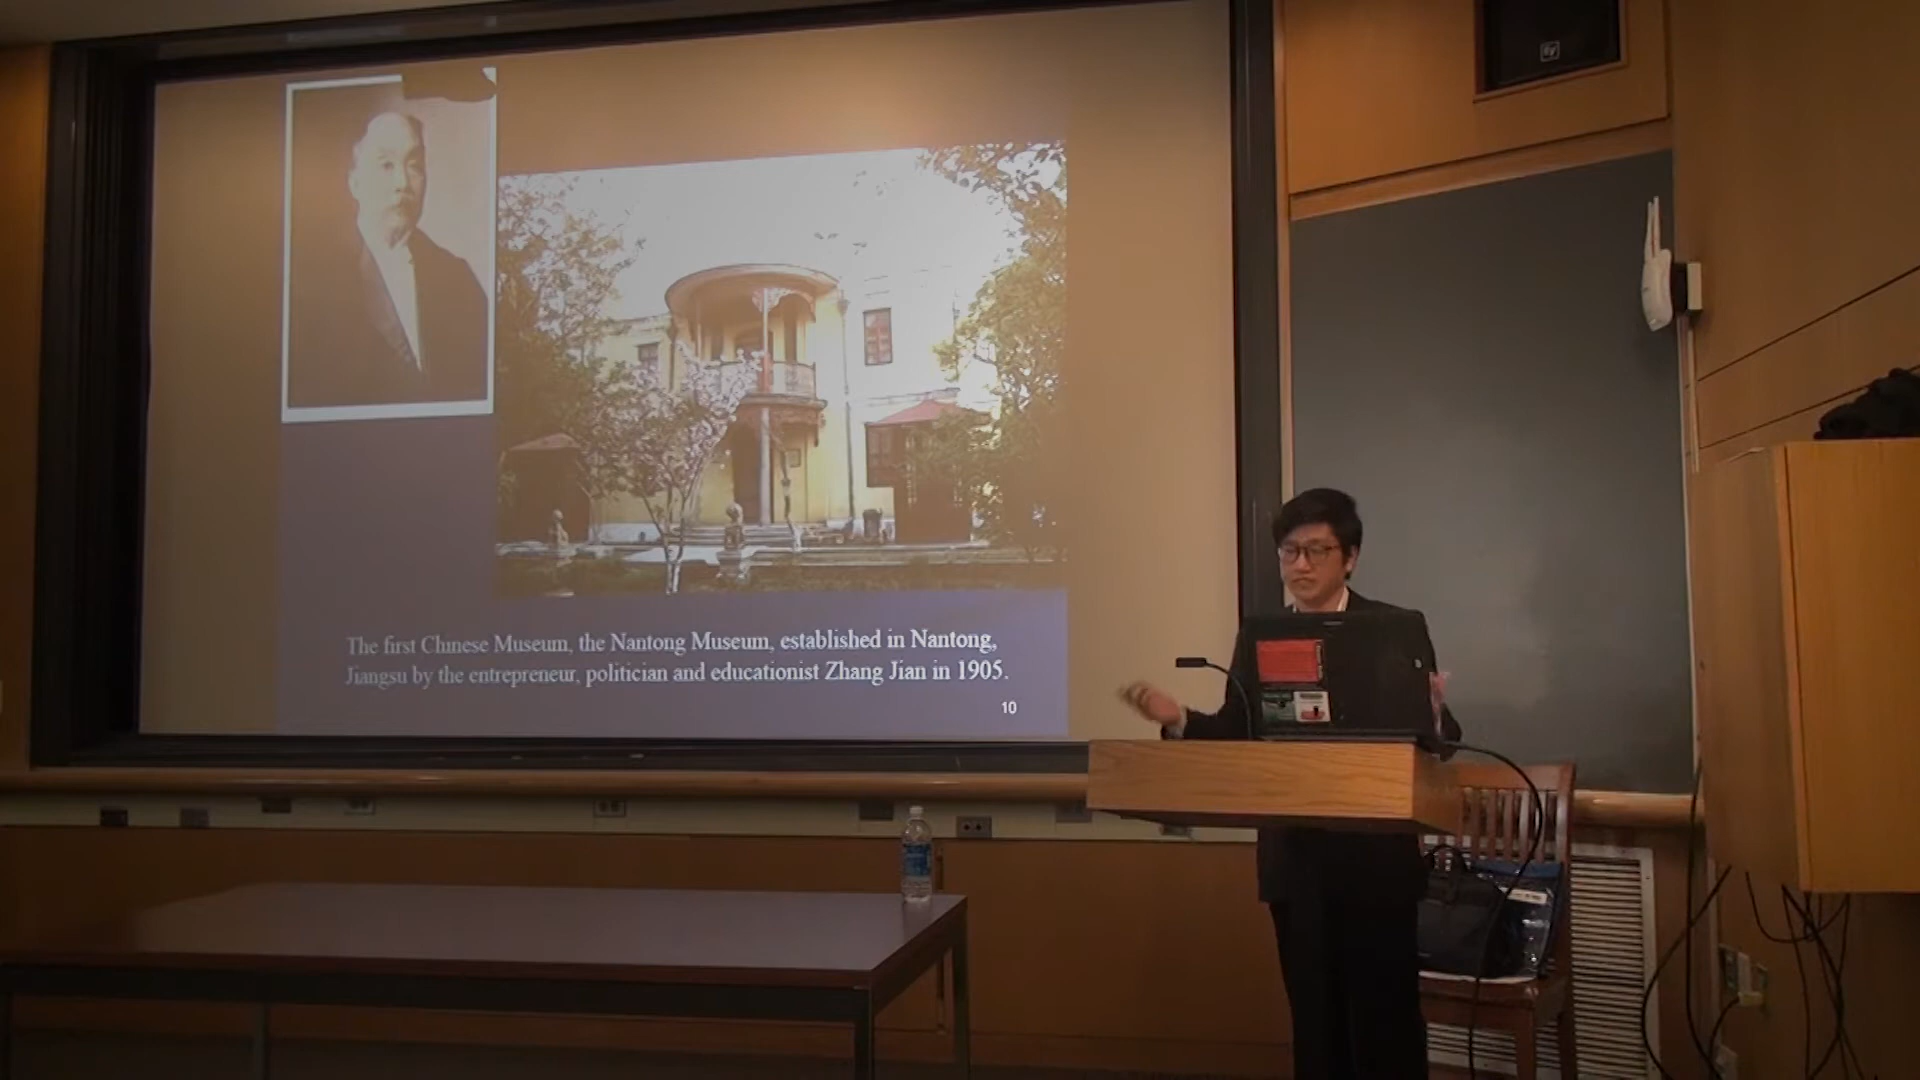 The first Chinese Museum, the Nantong Museum, established in Nantong,
Jiangsu by the entrepreneur, politician and educationist Zhang Jian in 1905.
10